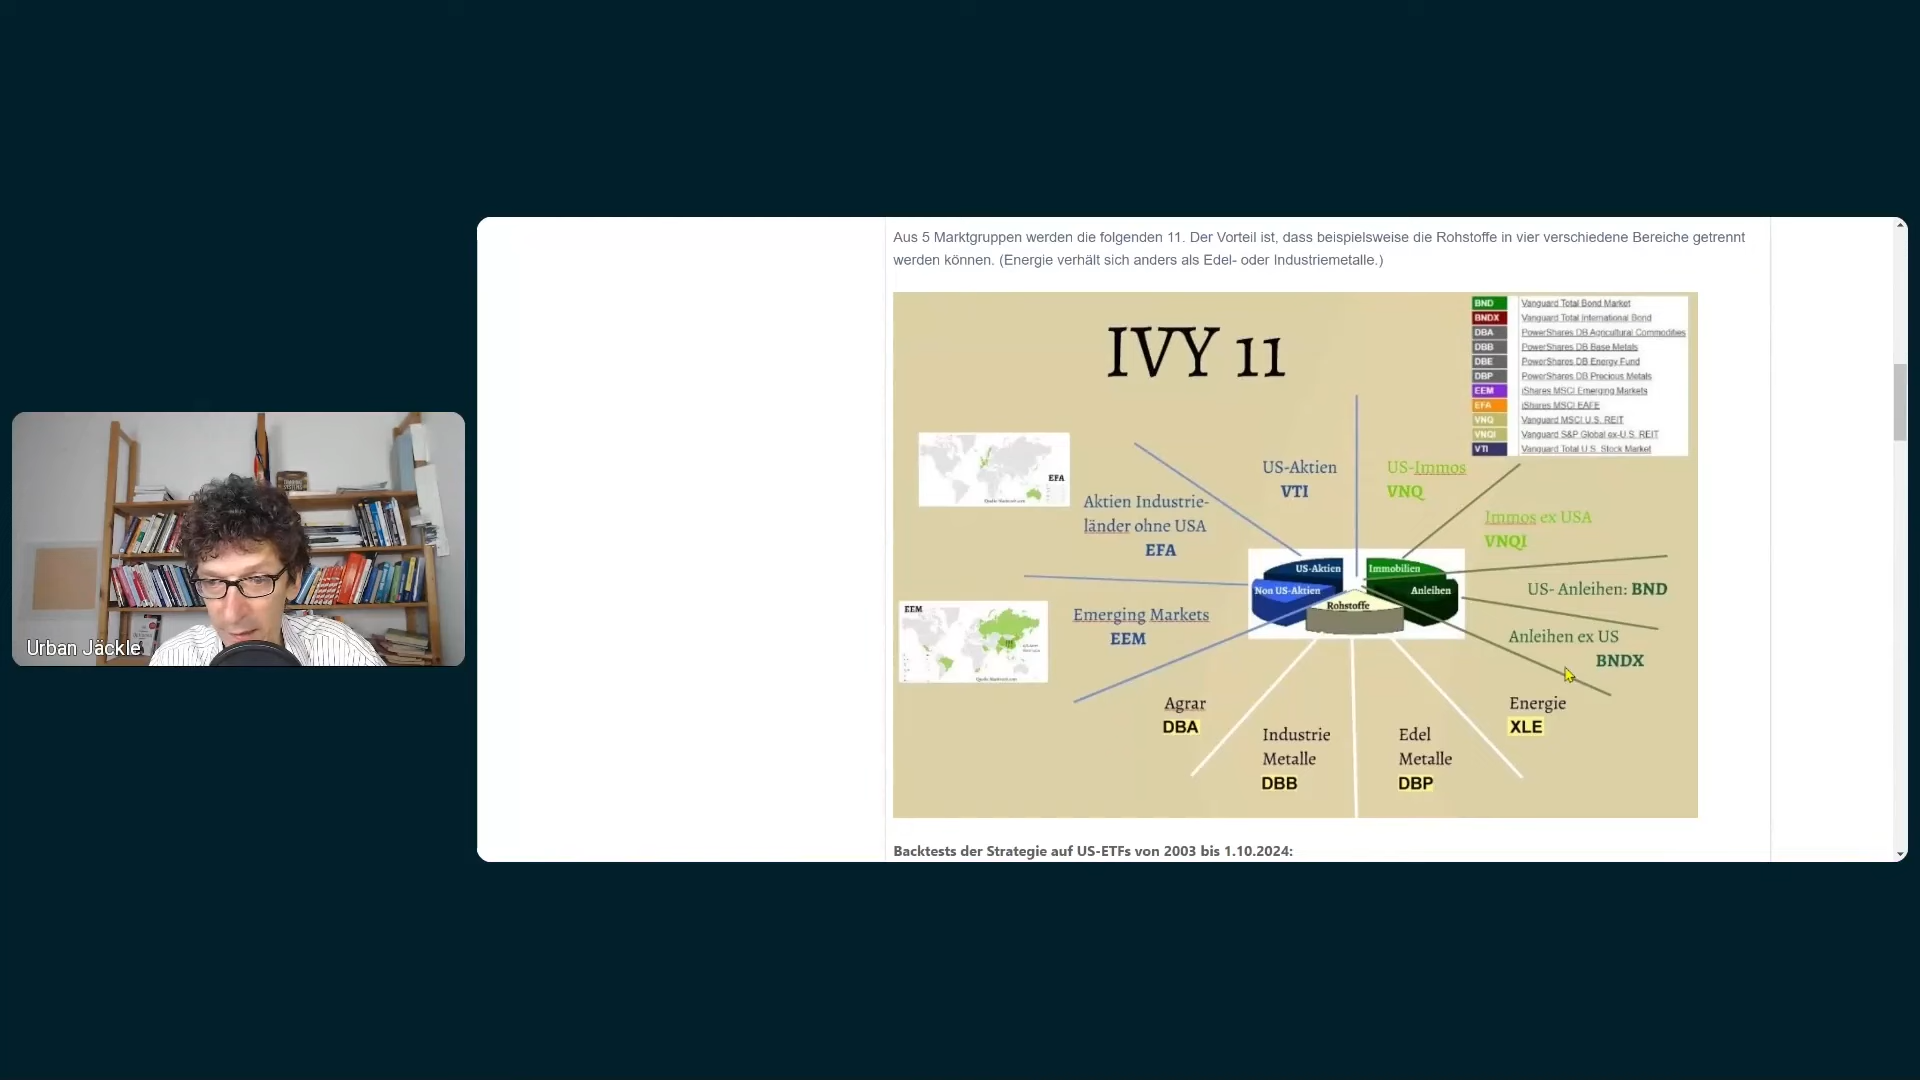 Aus 5 Marktgruppen werden die folgenden 11. Der Vorteil ist, dass beispielsweise die Rohstoffe in vier verschiedene Bereiche getrennt
werden können. (Energie verhält sich anders als Edel- oder Industriemetalle.)
IVY 11
BND Vanguard Total Bond Market
BNDX Vanguard Total International Bond
DBA PowerShares DB Agricultural Commodities
DBB PowerShares DB Base Metals
DBE PowerShares DB Energy Fund
DBP PowerShares DB Precious Metals
EEM iShares MSCI Emerging Markets
EFA iShares MSCI EAFE
VNQ Vanguard MSCI U.S. REIT
VNQI Vanguard S&P Global ex-U.S. REIT
VTI Vanguard Total U.S. Stock Market
EFA
US-Aktien
VTI
US-Immos
VNQ
Aktien Industrie-
länder ohne USA
EFA
Immos ex USA
VNQI
US-Aktien
Immobilien
Non US-Aktien
Anleihen
Rohstoffe
US- Anleihen: BND
EEM
Emerging Markets
EEM
Anleihen ex US
BNDX
Agrar
DBA
Industrie
Metalle
DBB
Edel
Metalle
DBP
Energie
XLE
Backtests der Strategie auf US-ETFs von 2003 bis 1.10.2024:
Urban Jäckle